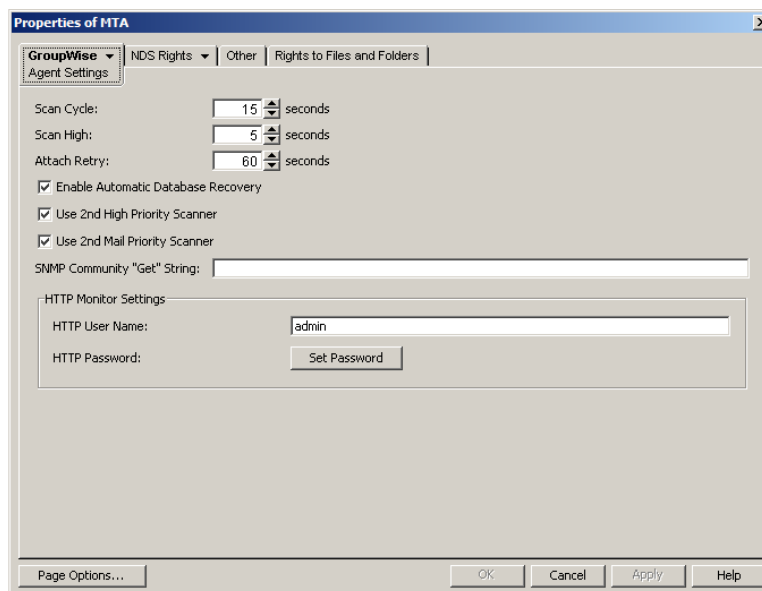 Properties of MTA
GroupWise NDS Rights Other Rights to Files and Folders
Agent Settings
Scan Cycle: 15 seconds
Scan High: 5 seconds
Attach Retry: 60 seconds
Enable Automatic Database Recovery
Use 2nd High Priority Scanner
Use 2nd Mail Priority Scanner
SNMP Community "Get" String:
HTTP Monitor Settings
HTTP User Name: admin
HTTP Password: Set Password
Page Options... OK Cancel Apply Help